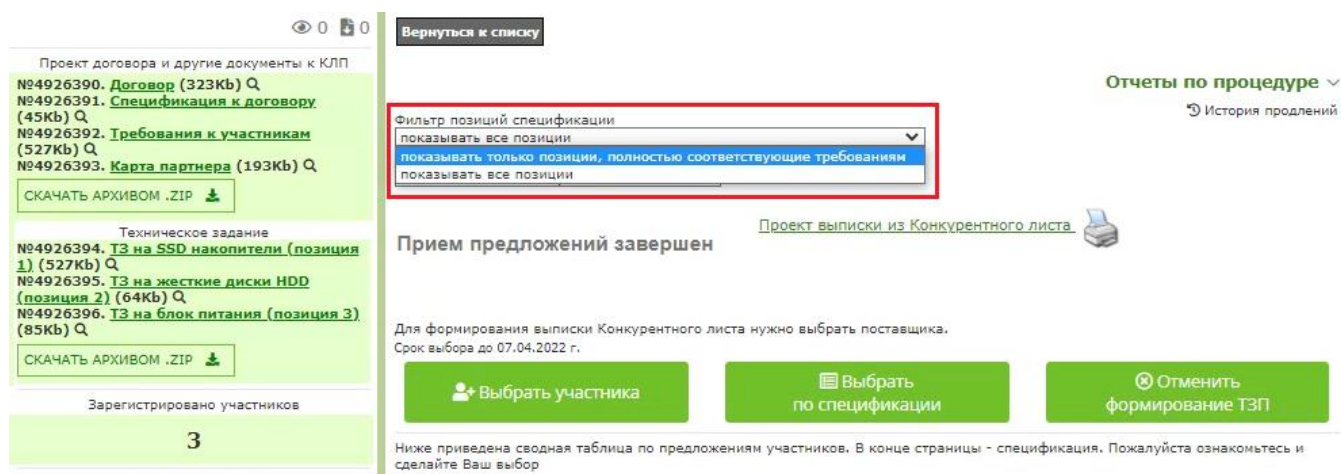 0 0
Проект договора и другие документы к КЛП
№4926390. Договор (323Kb)
№4926391. Спецификация к договору
(45Kb)
№4926392. Требования к участникам
(527Kb)
№4926393. Карта партнера (193Kb)
СКАЧАТЬ АРХИВОМ .ZIP
Техническое задание
№4926394. ТЗ на SSD накопители (позиция
1) (527Kb)
№4926395. ТЗ на жесткие диски HDD
(позиция 2) (64Kb)
№4926396. ТЗ на блок питания (позиция 3)
(85Kb)
СКАЧАТЬ АРХИВОМ .ZIP
Зарегистрировано участников
3
Вернуться к списку
Отчеты по процедуре
История продлений
Фильтр позиций спецификации
показывать все позиции
показывать только позиции, полностью соответствующие требованиям
показывать все позиции
Проект выписки из Конкурентного листа
Прием предложений завершен
Для формирования выписки Конкурентного листа нужно выбрать поставщика.
Срок выбора до 07.04.2022 г.
Выбрать участника
Выбрать
по спецификации
Отменить
формирование ТЗП
Ниже приведена сводная таблица по предложениям участников. В конце страницы - спецификация. Пожалуйста ознакомьтесь и
сделайте Ваш выбор